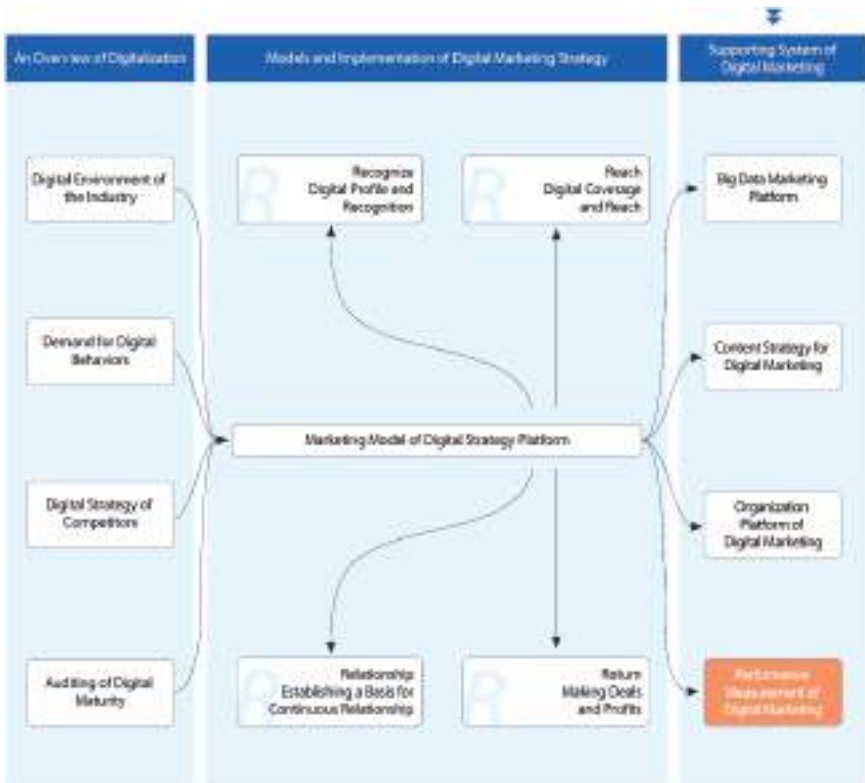 An Overview of Digitalization
Models and Implementation of Digital Marketing Strategy
Supporting System of
Digital Marketing
Digital Environment of
the Industry
Demand for Digital
Behaviors
Digital Strategy of
Competitors
Auditing of Digital
Maturity
R
Recognize
Digital Profile and
Recognition
R
Reach
Digital Coverage
and Reach
Marketing Model of Digital Strategy Platform
R
Relationship
Establishing a Basis for
Continuous Relationship
R
Return
Making Deals
and Profits
Big Data Marketing
Platform
Content Strategy for
Digital Marketing
Organization
Platform of
Digital Marketing
Performance
Measurement of
Digital Marketing